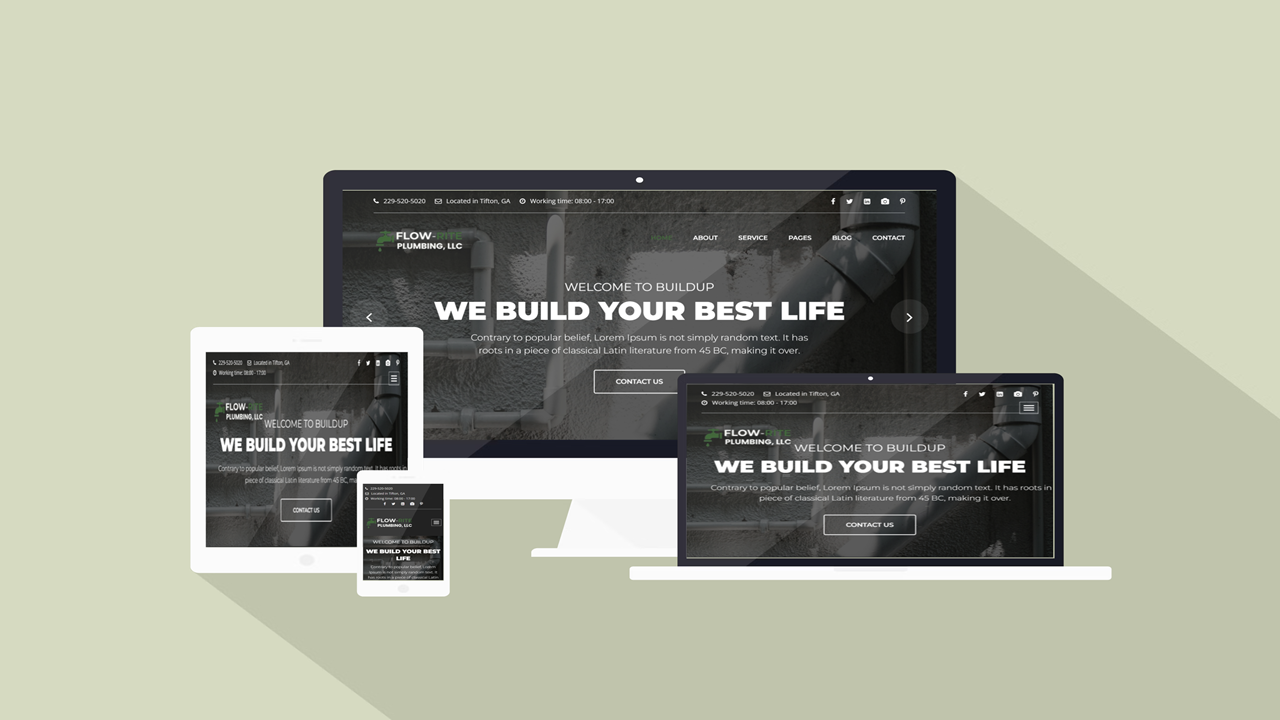 229-520-5020 Located in Tifton, GA Working time: 08:00 - 17:00
FLOW-RITE
PLUMBING, LLC
HOME ABOUT SERVICE PAGES BLOG CONTACT
WELCOME TO BUILDUP
WE BUILD YOUR BEST LIFE
Contrary to popular belief, Lorem Ipsum is not simply random text. It has
roots in a piece of classical Latin literature from 45 BC, making it over.
CONTACT US
229-520-5020 Located in Tifton, GA
Working time: 08:00 - 17:00
FLOW-RITE
PLUMBING, LLC
WELCOME TO BUILDUP
WE BUILD YOUR BEST LIFE
Contrary to popular belief, Lorem Ipsum is not simply random text. It has roots in
piece of classical Latin literature from 45 BC, ma
CONTACT US
229-520-5020
Located in Tifton, GA
Working time: 08:00 - 17:00
FLOW-RITE
PLUMBING, LLC
WELCOME TO BUILDUP
WE BUILD YOUR BEST
LIFE
Contrary to popular belief, Lorem
Ipsum is not simply random text. It
has roots in a piece of classical Latin
229-520-5020 Located in Tifton, GA
Working time: 08:00 - 17:00
FLOW-RITE
PLUMBING, LLC
WELCOME TO BUILDUP
WE BUILD YOUR BEST LIFE
Contrary to popular belief, Lorem Ipsum is not simply random text. It has roots in
piece of classical Latin literature from 45 BC, making it over.
CONTACT US